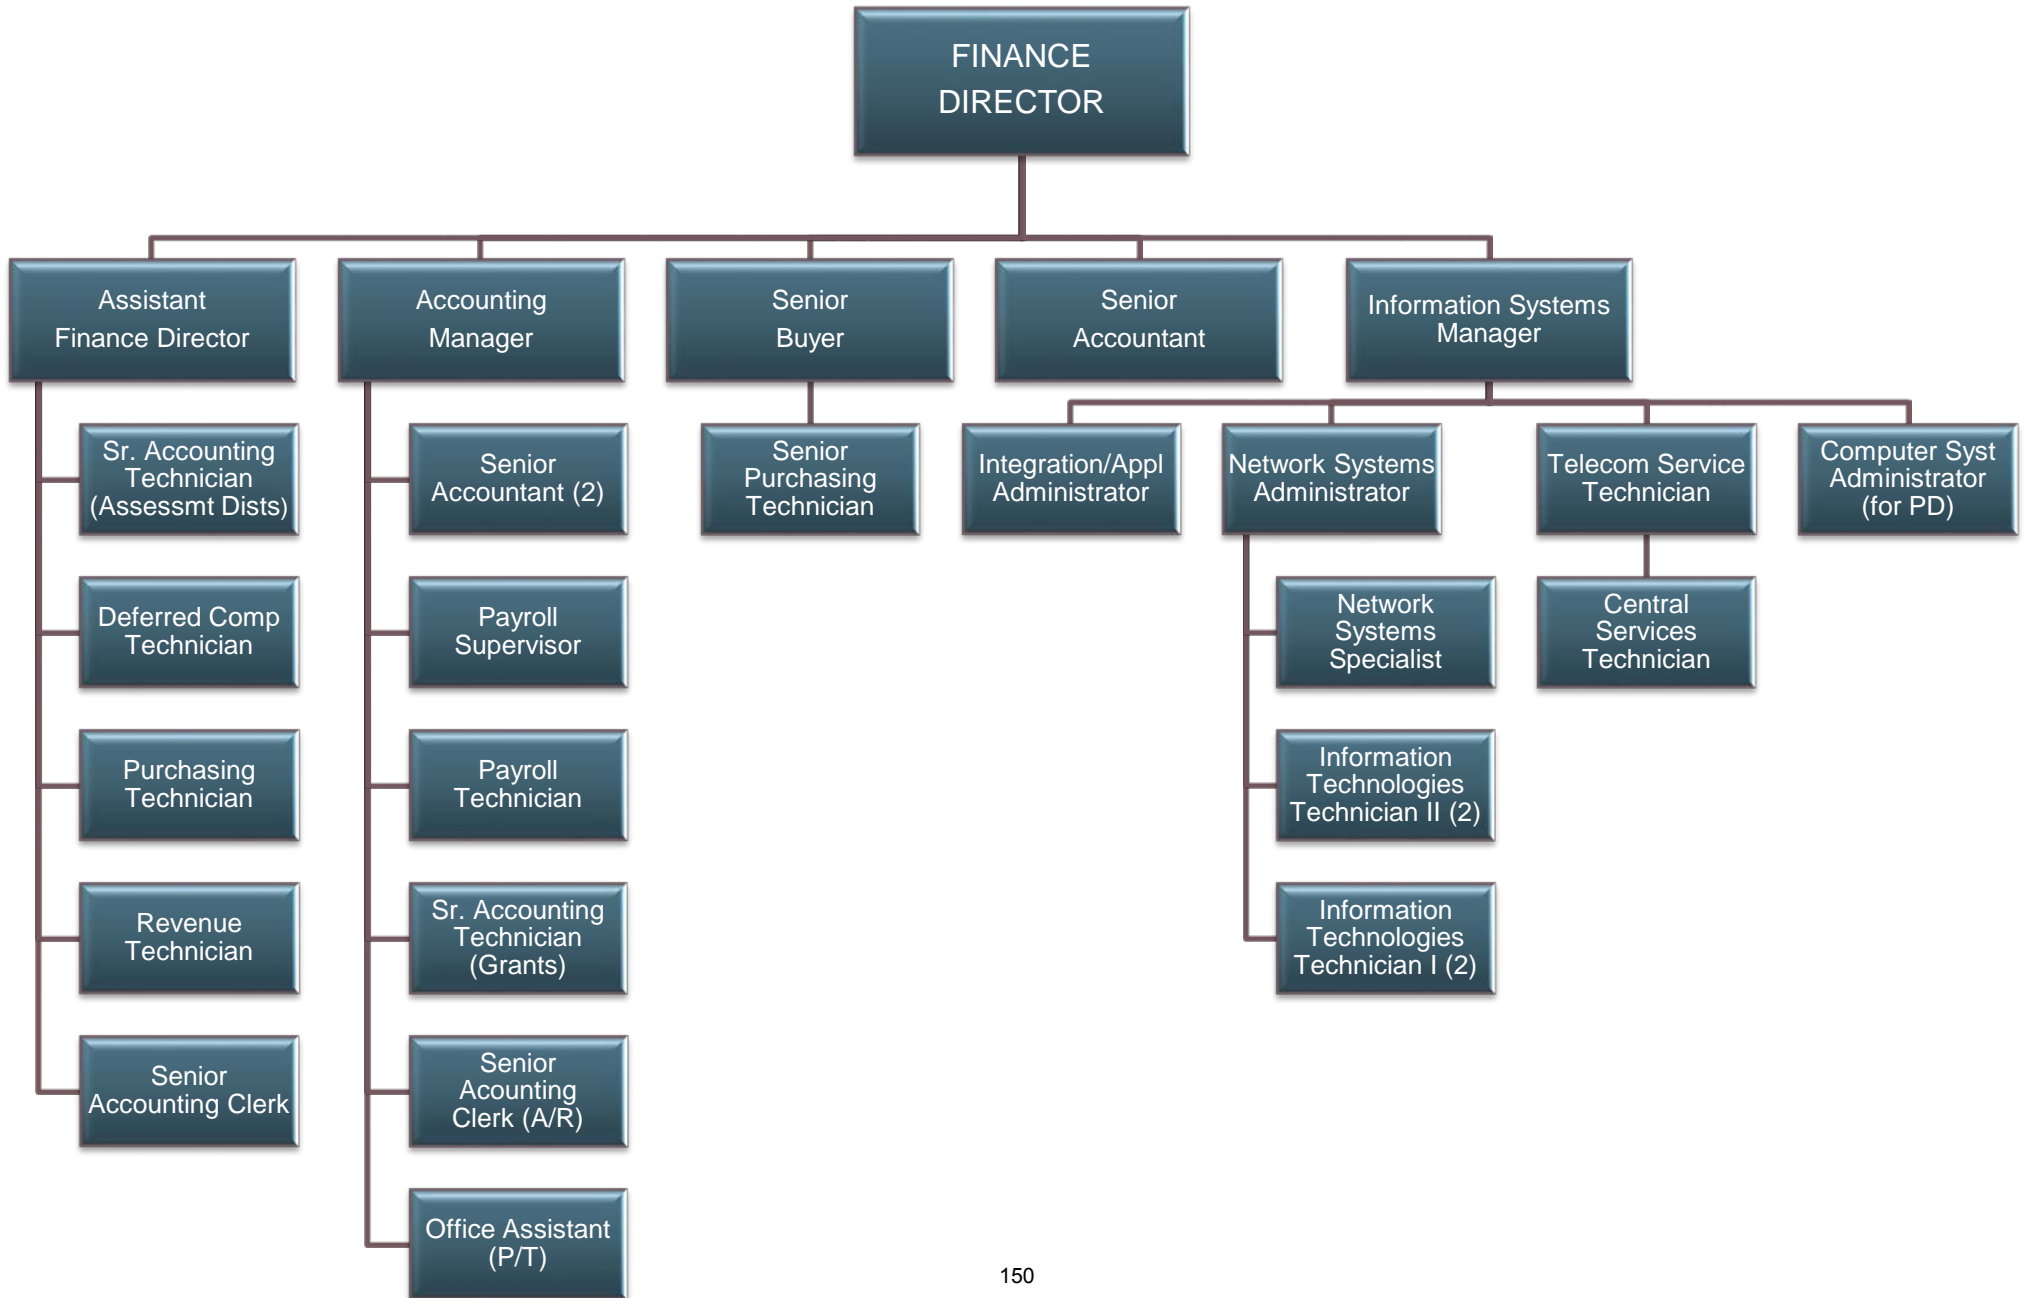 FINANCE
DIRECTOR
Assistant
Finance Director
Accounting
Manager
Senior
Buyer
Senior
Accountant
Information Systems
Manager
Sr. Accounting
Technician
(Assessmt Dists)
Deferred Comp
Technician
Purchasing
Technician
Revenue
Technician
Senior
Accounting Clerk
Senior
Accountant (2)
Payroll
Supervisor
Payroll
Technician
Sr. Accounting
Technician
(Grants)
Senior
Acounting
Clerk (A/R)
Office Assistant
(P/T)
Senior
Purchasing
Technician
Integration/Appl
Administrator
Network Systems
Administrator
Network
Systems
Specialist
Information
Technologies
Technician II (2)
Information
Technologies
Technician I (2)
Telecom Service
Technician
Central
Services
Technician
Computer Syst
Administrator
(for PD)
150